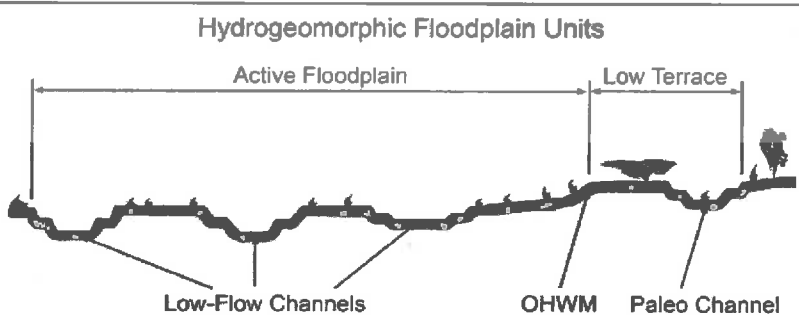 Hydrogeomorphic Floodplain Units
Active Floodplain
Low Terrace
Low-Flow Channels
OHWM
Paleo Channel